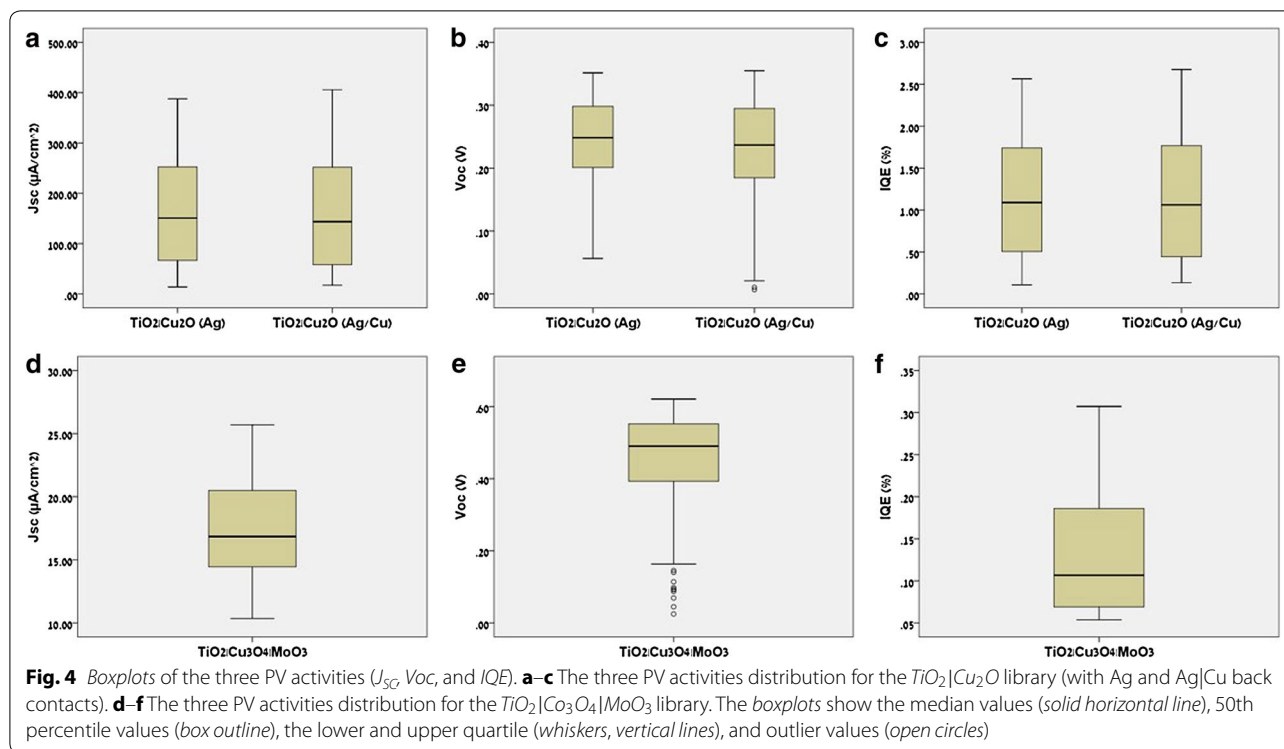 a
500.00
400.00
300.00
200.00
100.00
.00
Jsc (µA/cm^2)
TiO2|Cu2O (Ag)
TiO2|Cu2O (Ag/Cu)
b
.40
.30
.20
.10
.00
Voc (V)
TiO2|Cu2O (Ag)
TiO2|Cu2O (Ag/Cu)
c
3.00
2.50
2.00
1.50
1.00
.50
.00
IQE (%)
TiO2|Cu2O (Ag)
TiO2|Cu2O (Ag/Cu)
d
30.00
25.00
20.00
15.00
10.00
Jsc (µA/cm^2)
TiO2|Cu3O4|MoO3
e
.60
.40
.20
.00
Voc (V)
TiO2|Cu3O4|MoO3
f
.35
.30
.25
.20
.15
.10
.05
IQE (%)
TiO2|Cu3O4|MoO3
Fig. 4 Boxplots of the three PV activities (J_SC, Voc, and IQE). a–c The three PV activities distribution for the TiO₂|Cu₂O library (with Ag and Ag|Cu back
contacts). d–f The three PV activities distribution for the TiO₂|Co₃O₄|MoO₃ library. The boxplots show the median values (solid horizontal line), 50th
percentile values (box outline), the lower and upper quartile (whiskers, vertical lines), and outlier values (open circles)